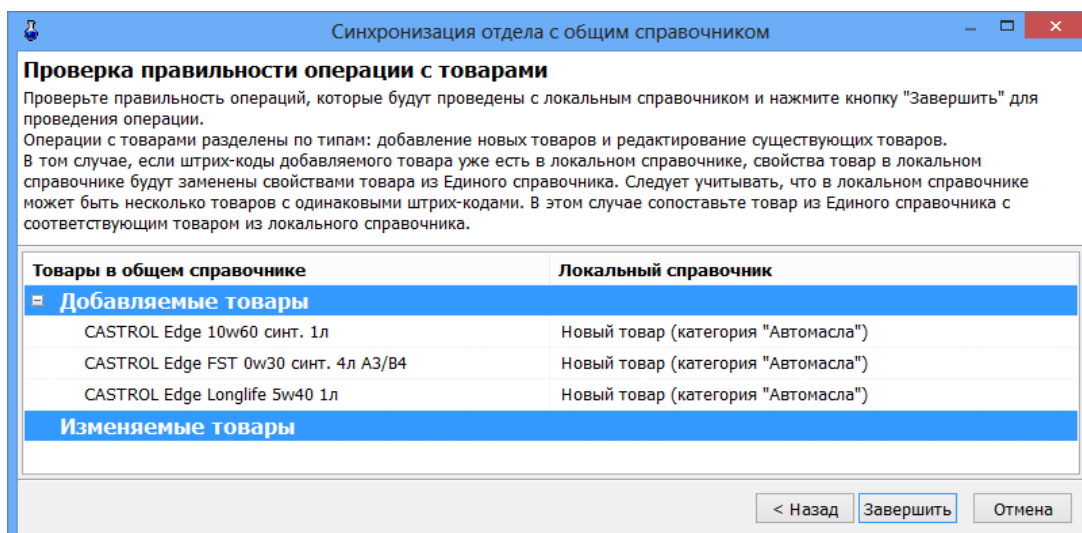 Синхронизация отдела с общим справочником
Проверка правильности операции с товарами
Проверьте правильность операций, которые будут проведены с локальным справочником и нажмите кнопку "Завершить" для
проведения операции.
Операции с товарами разделены по типам: добавление новых товаров и редактирование существующих товаров.
В том случае, если штрих-коды добавляемого товара уже есть в локальном справочнике, свойства товар в локальном
справочнике будут заменены свойствами товара из Единого справочника. Следует учитывать, что в локальном справочнике
может быть несколько товаров с одинаковыми штрих-кодами. В этом случае сопоставьте товар из Единого справочника с
соответствующим товаром из локального справочника.
Товары в общем справочнике Локальный справочник
Добавляемые товары
CASTROL Edge 10w60 синт. 1л Новый товар (категория "Автомасла")
CASTROL Edge FST 0w30 синт. 4л A3/B4 Новый товар (категория "Автомасла")
CASTROL Edge Longlife 5w40 1л Новый товар (категория "Автомасла")
Изменяемые товары
< Назад Завершить Отмена